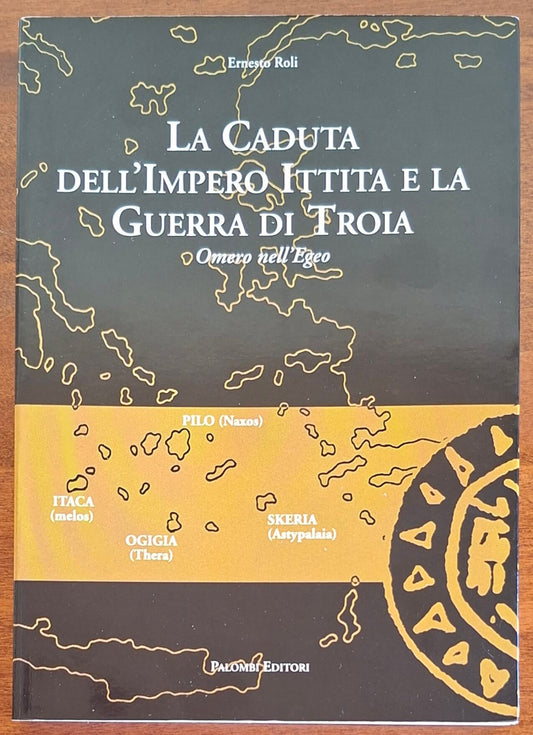 Ernesto Roli
LA CADUTA
DELL'IMPERO ITTITA E LA
GUERRA DI TROIA
Omero nell'Egeo
PILO (Naxos)
ITACA
(melos)
OGIGIA
(Thera)
SKERIA
(Astypalaia)
PALOMBI EDITORI